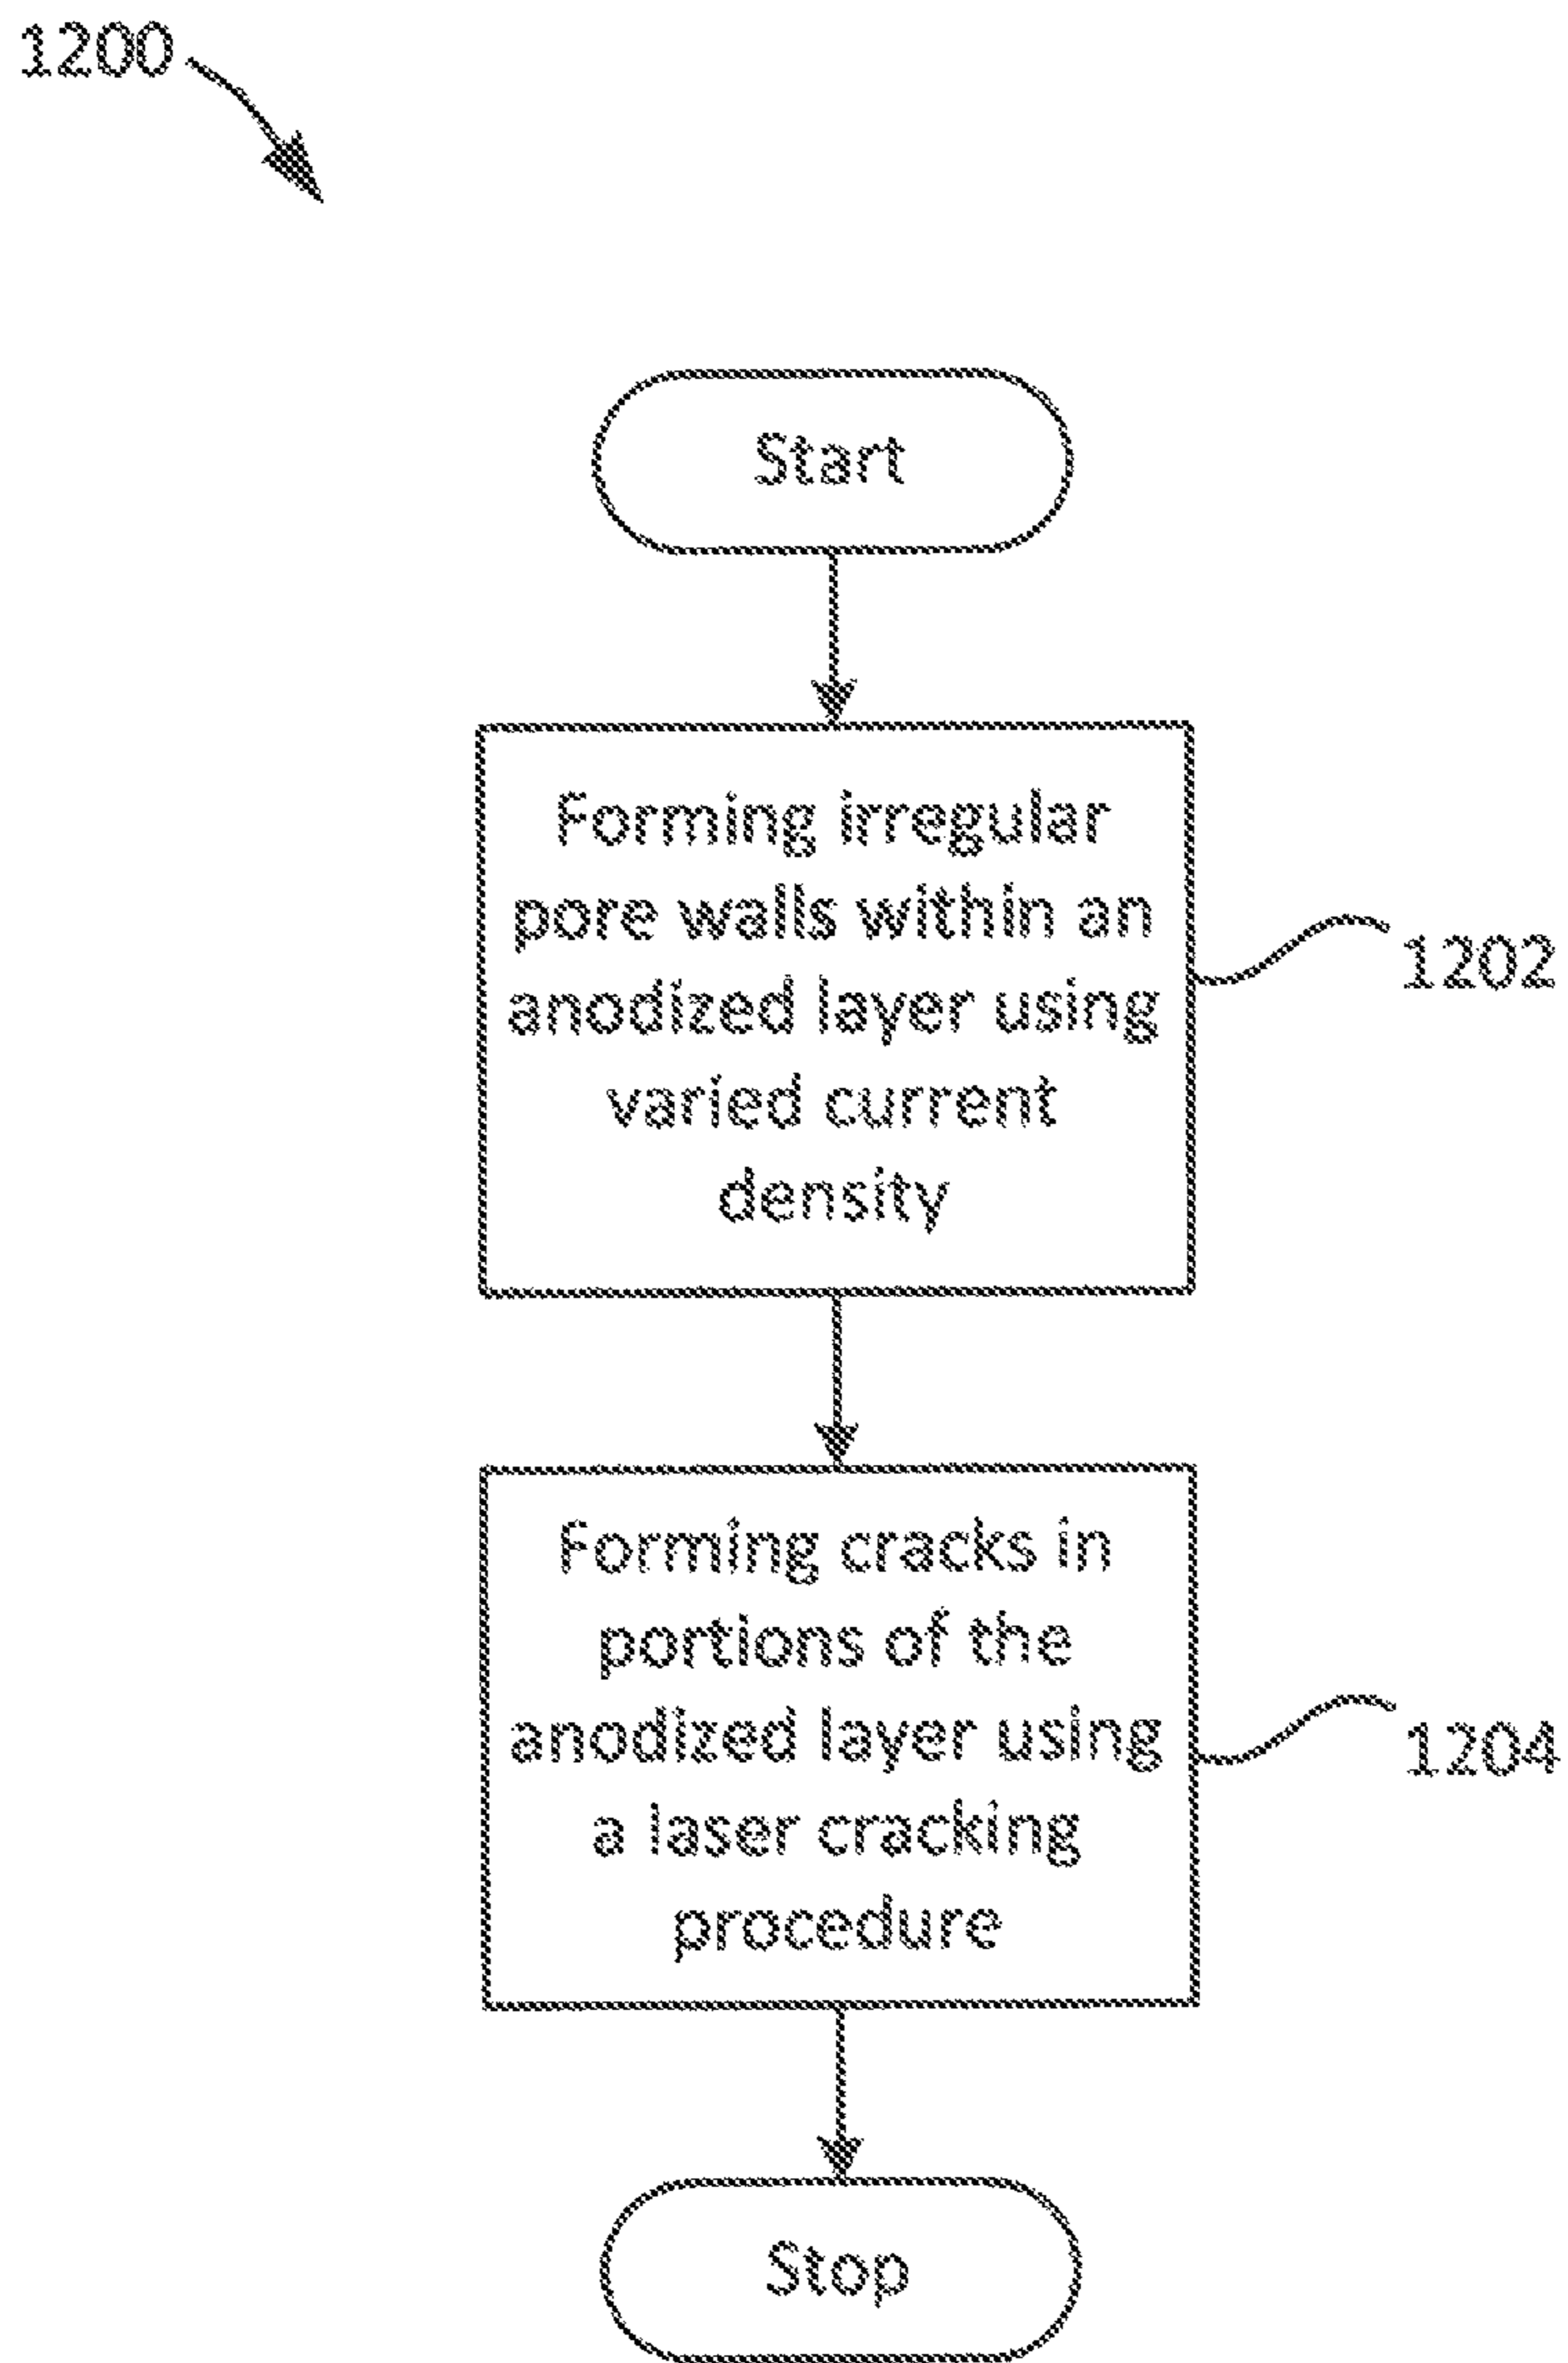 1200
Start
Forming irregular
pore walls within an
anodized layer using
varied current
density
1202
Forming cracks in
portions of the
anodized layer using
a laser cracking
procedure
1204
Stop